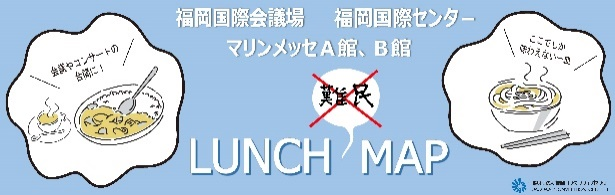 福岡国際会議場　福岡国際センター
マリンメッセA館、B館
会議やコンサートの
合間に！
ここでしか
味わえない一品
難民
LUNCH MAP